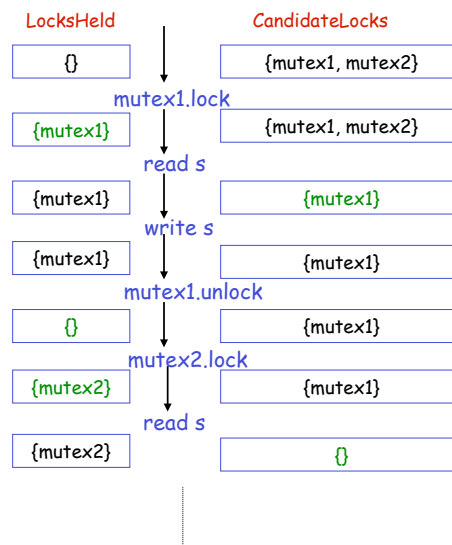 LocksHeld CandidateLocks
{} {mutex1, mutex2}
mutex1.lock
{mutex1} {mutex1, mutex2}
read s
{mutex1} {mutex1}
write s
{mutex1} {mutex1}
mutex1.unlock
{} {mutex1}
mutex2.lock
{mutex2} {mutex1}
read s
{mutex2} {}